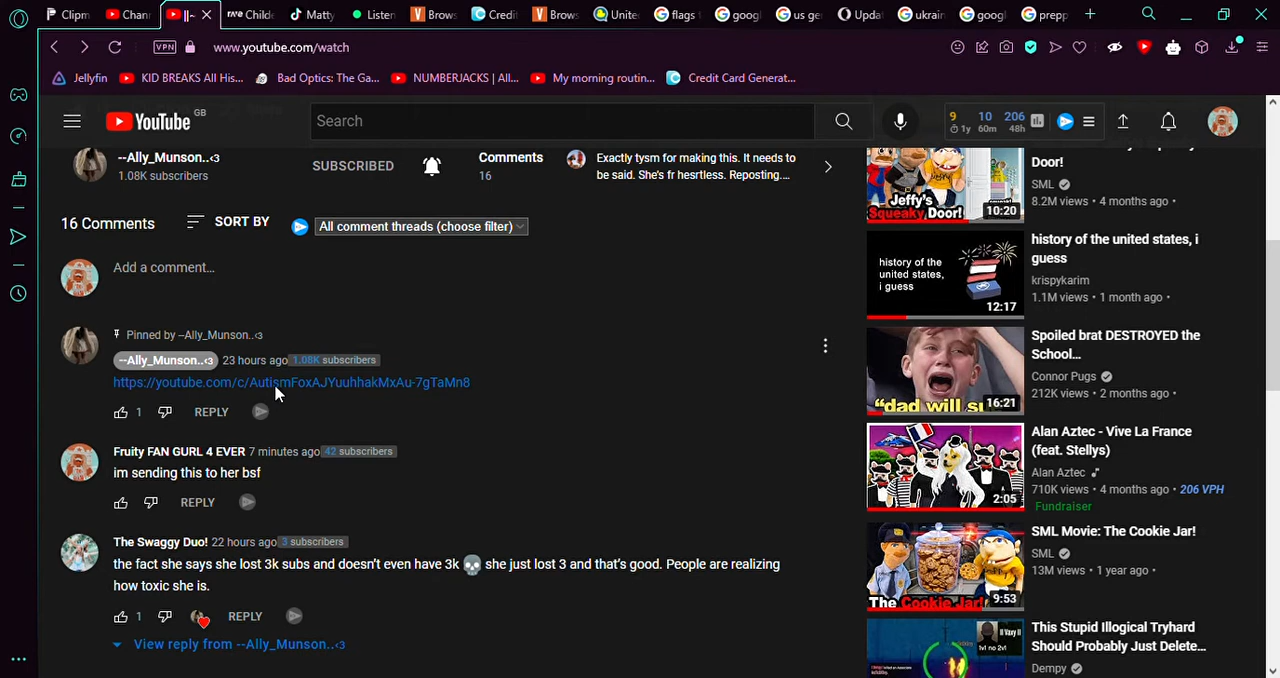 Clipm
Chann
||-
Childe
Matty
Listen
Brows
Credit
Brows
Unite
flags
goog
us ge
Upda
ukrain
goog
prepp
VPN
www.youtube.com/watch
Jellyfin
KID BREAKS All His...
Bad Optics: The Ga...
NUMBERJACKS | All...
My morning routin...
Credit Card Generat...
YouTube GB
Search
9 10 206
1y 60m 48h
--Ally_Munson..<3
1.08K subscribers
SUBSCRIBED
Comments
16
Exactly tysm for making this. It needs to
be said. She's fr hesrtless. Reposting....
16 Comments
SORT BY
All comment threads (choose filter)
Add a comment...
Pinned by --Ally_Munson..<3
--Ally_Munson..<3 23 hours ago 1.08K subscribers
https://youtube.com/c/AutismFoxAJYuuhhakMxAu-7gTaMn8
1 REPLY
Fruity FAN GURL 4 EVER 7 minutes ago 42 subscribers
im sending this to her bsf
REPLY
The Swaggy Duo! 22 hours ago 3 subscribers
the fact she says she lost 3k subs and doesn't even have 3k 💀 she just lost 3 and that's good. People are realizing
how toxic she is.
1 REPLY
View reply from --Ally_Munson..<3
Jeffy's
Squeaky Door!
10:20
Door!
SML
8.2M views • 4 months ago •
history of the
united states,
i guess
12:17
history of the united states, i
guess
krispykarim
1.1M views • 1 month ago •
"dad will su
16:21
Spoiled brat DESTROYED the
School...
Connor Pugs
212K views • 2 months ago •
2:05
Alan Aztec - Vive La France
(feat. Stellys)
Alan Aztec
710K views • 4 months ago • 206 VPH
Fundraiser
The Cookie Jar!
9:53
SML Movie: The Cookie Jar!
SML
13M views • 1 year ago •
1v1 no 2v1
This Stupid Illogical Tryhard
Should Probably Just Delete...
Dempy